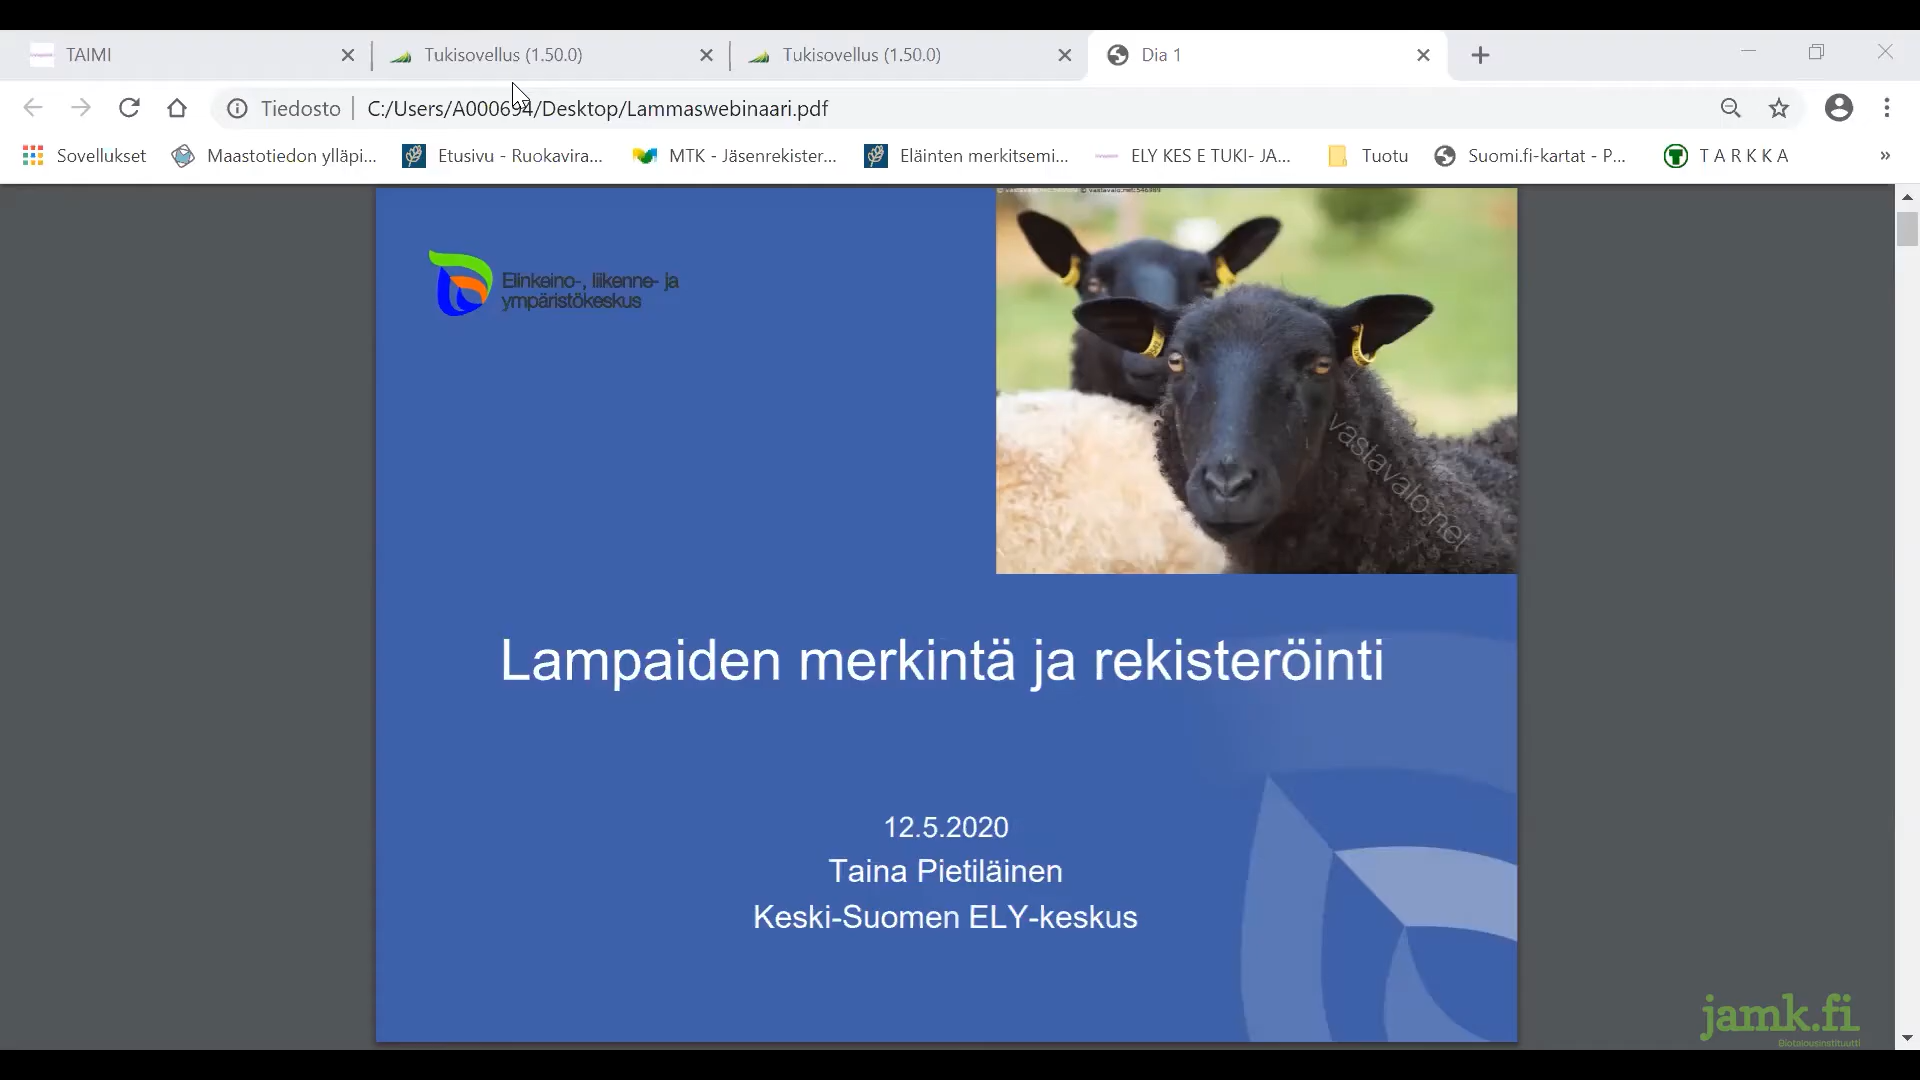 TAIMI
Tukisovellus (1.50.0)
Tukisovellus (1.50.0)
Dia 1
Tiedosto
C:/Users/A000694/Desktop/Lammaswebinaari.pdf
Sovellukset
Maastotiedon ylläpi...
Etusivu - Ruokavira...
MTK - Jäsenrekister...
Eläinten merkitsemi...
ELY KES E TUKI- JA...
Tuotu
Suomi.fi-kartat - P...
T A R K K A
»
Elinkeino-, liikenne- ja
ympäristökeskus
vastavalo.net
Lampaiden merkintä ja rekisteröinti
12.5.2020
Taina Pietiläinen
Keski-Suomen ELY-keskus
jamk.fi
Biotalousinstituutti